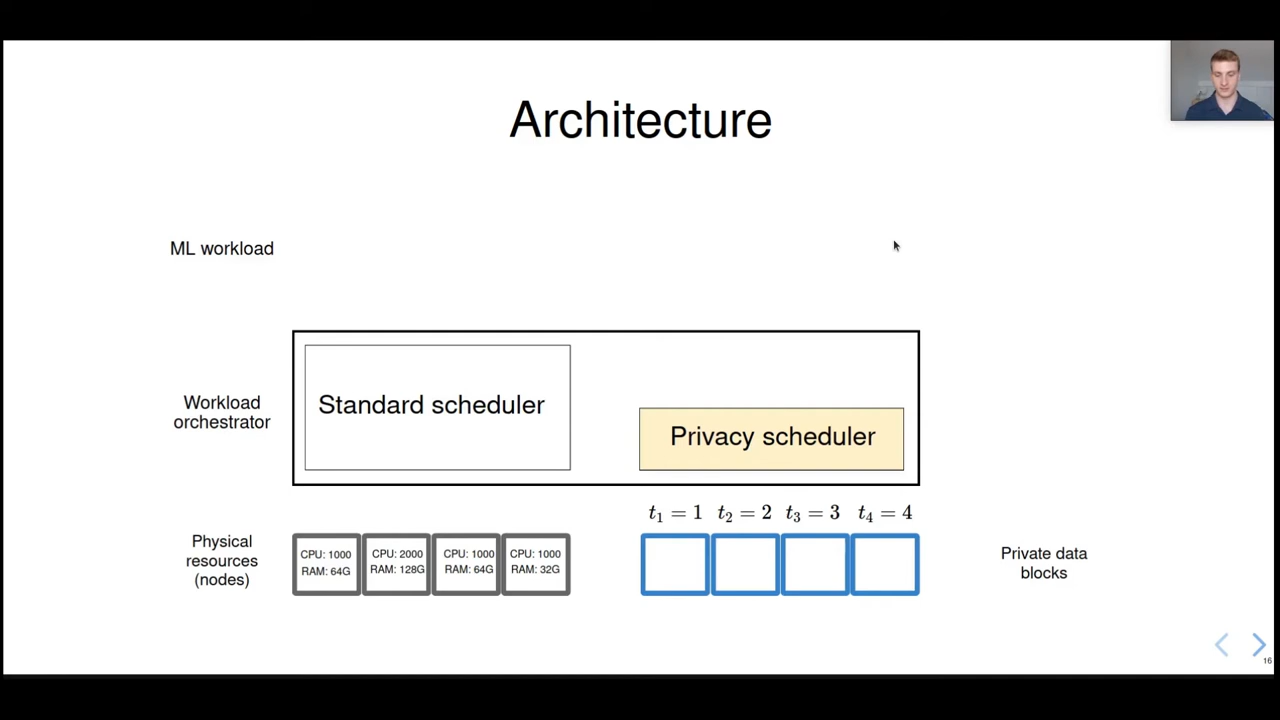 Architecture
ML workload
Workload
orchestrator
Standard scheduler
Privacy scheduler
t₁ = 1 t₂ = 2 t₃ = 3 t₄ = 4
Physical
resources
(nodes)
CPU: 1000
RAM: 64G
CPU: 2000
RAM: 128G
CPU: 1000
RAM: 64G
CPU: 1000
RAM: 32G
Private data
blocks
16